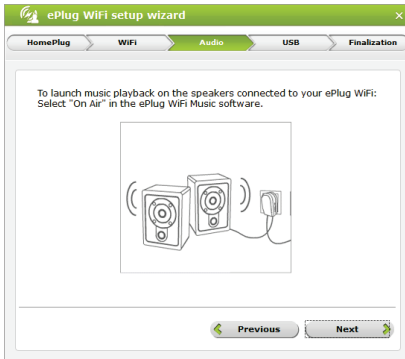 ePlug WiFi setup wizard
HomePlug WiFi Audio USB Finalization
To launch music playback on the speakers connected to your ePlug WiFi:
Select "On Air" in the ePlug WiFi Music software.
Previous Next